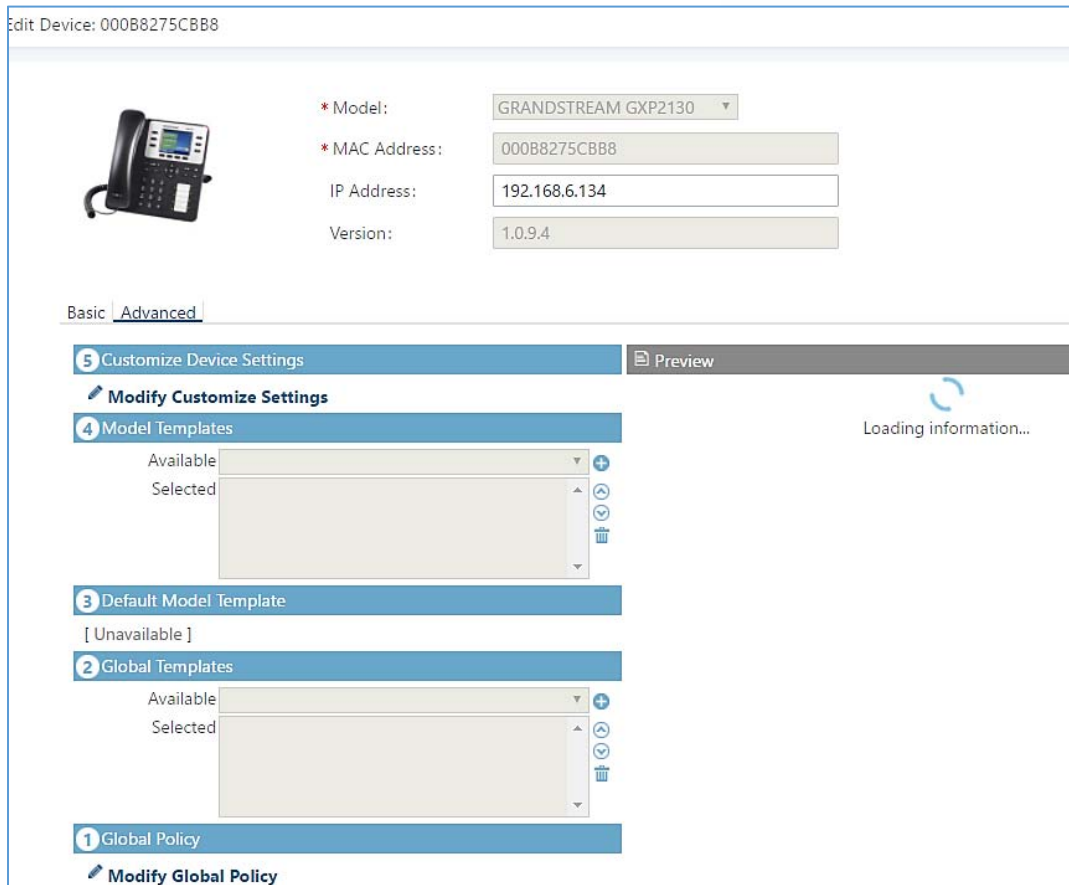 Edit Device: 000B8275CBB8
* Model: GRANDSTREAM GXP2130
* MAC Address: 000B8275CBB8
IP Address: 192.168.6.134
Version: 1.0.9.4
Basic Advanced
5 Customize Device Settings
Preview
Modify Customize Settings
Loading information...
4 Model Templates
Available
Selected
3 Default Model Template
[ Unavailable ]
2 Global Templates
Available
Selected
1 Global Policy
Modify Global Policy